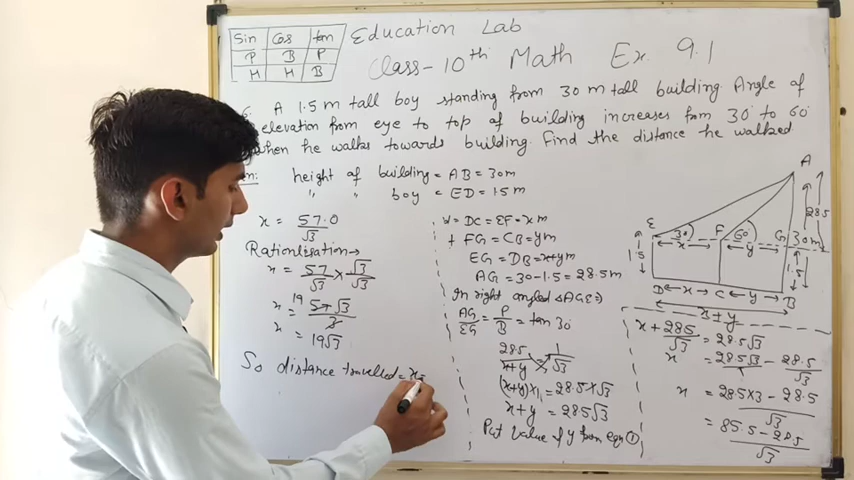 Sin Cos tan
P B P
H H B
Education Lab
Class-10th Math Ex. 9.1
A 1.5 m tall boy standing from 30 m tall building. Angle of
elevation from eye to top of building increases from 30° to 60°
when he walks towards building. Find the distance he walked.
height of building = AB = 30m
" " boy = ED = 1.5 m
x = 57.0
√3
Rationlisation→
x = 57 × √3
√3 √3
x = 19 57 √3
3
x = 19√3
So distance travelled = x =
DC = EF = x m
FG = CB = y m
EG = DB = x+y m
AG = 30-1.5 = 28.5 m
In right angled △AGE⇒
AG = P = tan 30
EG B
28.5 = 1
x+y √3
(x+y)×1 = 28.5×√3
x+y = 28.5√3
Put value of y from eqn ①
A
E 30° F 60° G
x y
28.5
30m
1.5
1.5
D x C y B
x+y
x + 28.5 = 28.5√3
√3
x = 28.5√3 - 28.5
√3
x = 28.5×3 - 28.5
√3
= 85.5 - 28.5
√3